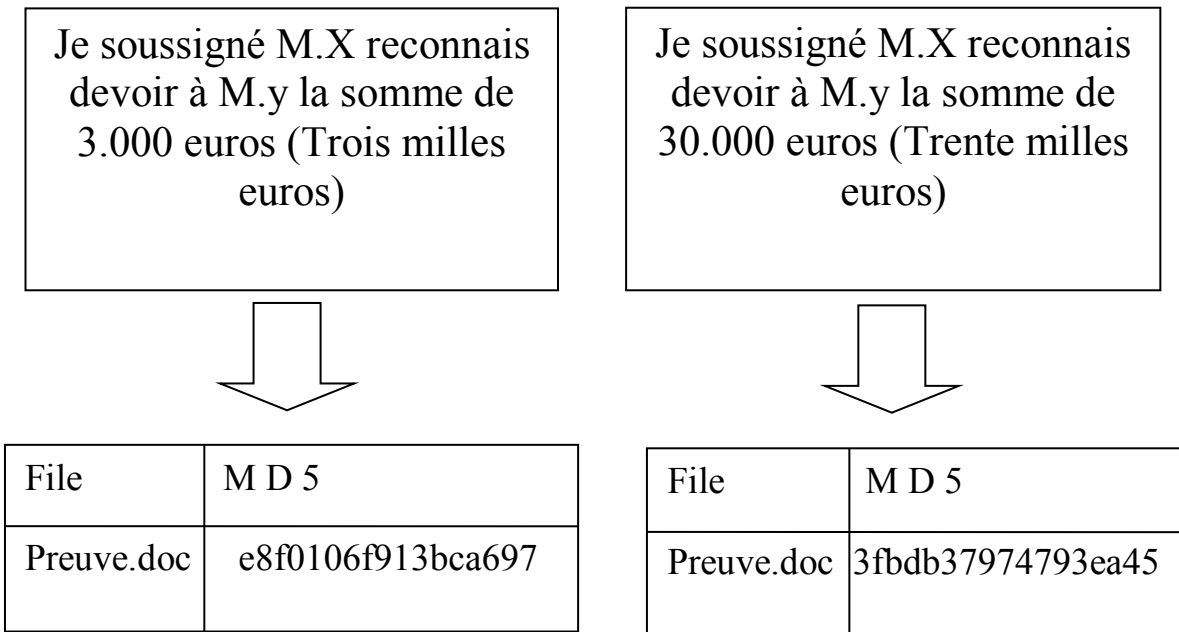 Je soussigné M.X reconnais
devoir à M.y la somme de
3.000 euros (Trois milles
euros)
Je soussigné M.X reconnais
devoir à M.y la somme de
30.000 euros (Trente milles
euros)
File M D 5
Preuve.doc e8f0106f913bca697
File M D 5
Preuve.doc 3fbdb37974793ea45